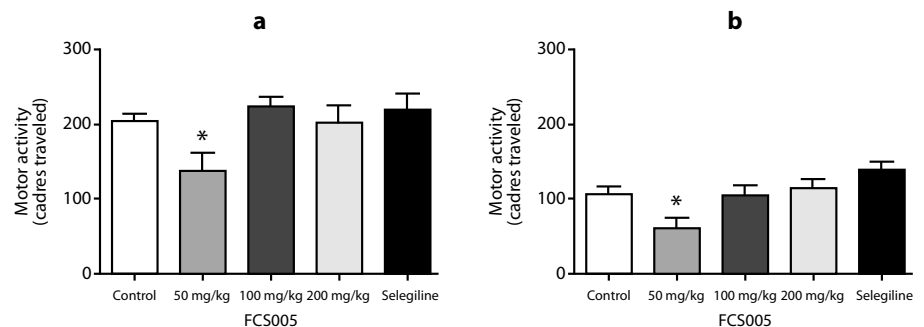 a
300
200
100
0
Motor activity
(cadres traveled)
*
Control 50 mg/kg 100 mg/kg 200 mg/kg Selegiline
FCS005
b
300
200
100
0
Motor activity
(cadres traveled)
*
Control 50 mg/kg 100 mg/kg 200 mg/kg Selegiline
FCS005